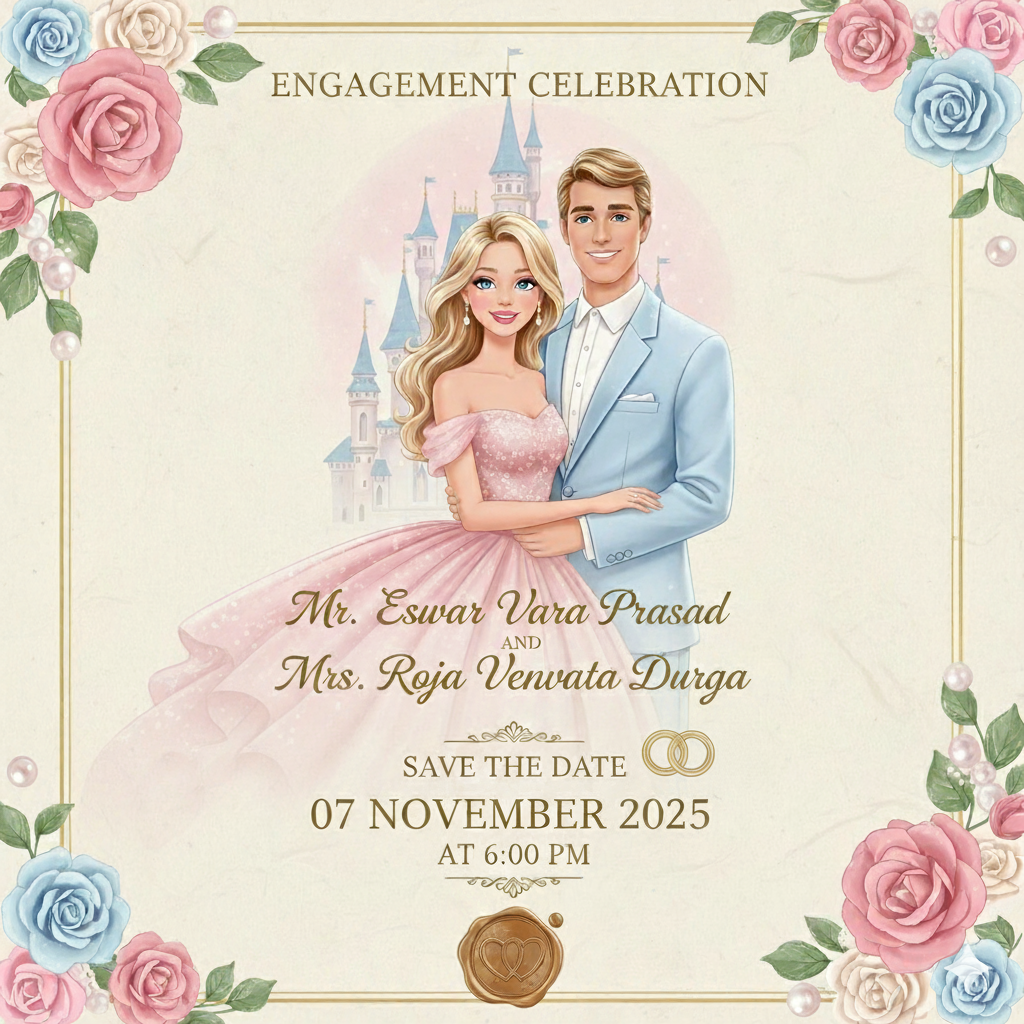 ENGAGEMENT CELEBRATION
Mr. Eswar Vara Prasad
AND
Mrs. Roja Venvata Durga
SAVE THE DATE
07 NOVEMBER 2025
AT 6:00 PM